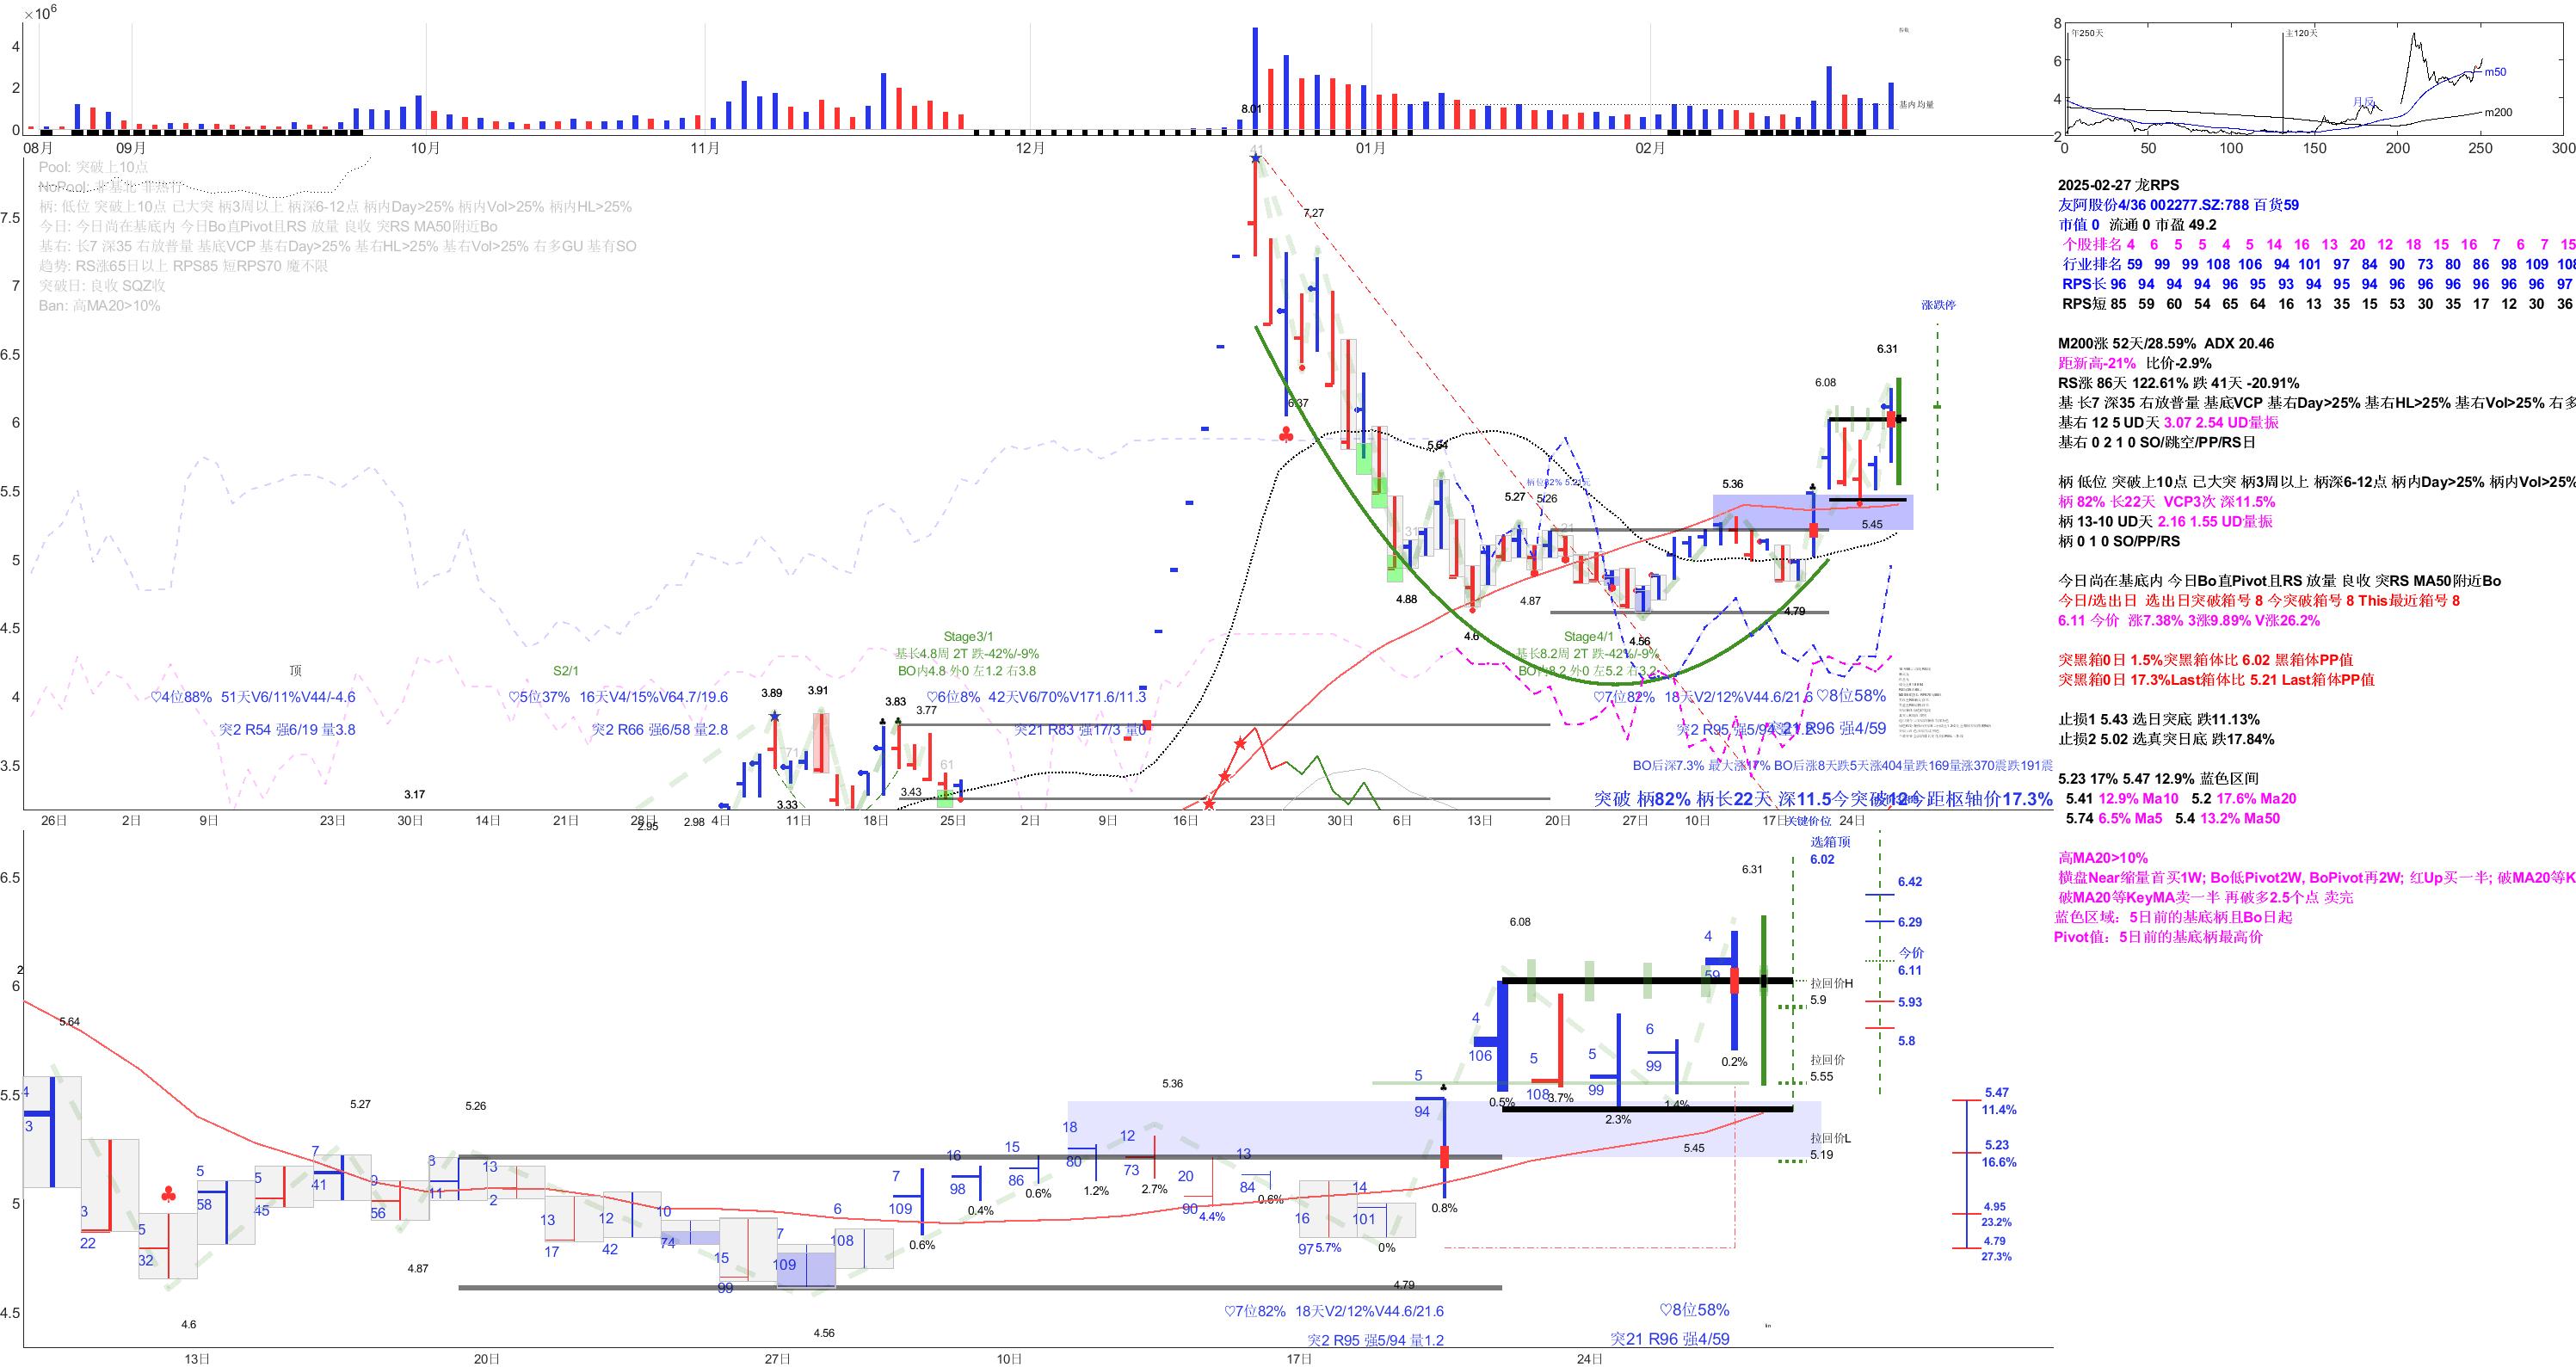 ×10⁶
4
2
0
8.01
基内 均量
08月 09月 10月 11月 12月 01月 02月
Pool: 突破上10点
NoPool: 非基北 非热行
柄: 低位 突破上10点 已大突 柄3周以上 柄深6-12点 柄内Day>25% 柄内Vol>25% 柄内HL>25%
今日: 今日尚在基底内 今日Bo直Pivot且RS 放量 良收 突RS MA50附近Bo
基右: 长7 深35 右放普量 基底VCP 基右Day>25% 基右HL>25% 基右Vol>25% 右多GU 基有SO
趋势: RS涨65日以上 RPS85 短RPS70 魔不限
突破日: 良收 SQZ收
Ban: 高MA20>10%
7.5
7
6.5
6
5.5
5
4.5
4
3.5
41
7.27
6.37
5.64
5.27
5.26
柄位82% 5.21元
5.36
6.08
6.31
涨跌停
5.45
4.88
4.6
4.87
4.56
4.79
Stage3/1
基长4.8周 2T 跌-42%/-9%
BO内4.8 外0 左1.2 右3.8
Stage4/1
基长8.2周 2T 跌-42%/-9%
BO内8.2 外0 左5.2 右3.2
顶
S2/1
♡4位88% 51天V6/11%V44/-4.6
突2 R54 强6/19 量3.8
♡5位37% 16天V4/15%V64.7/19.6
突2 R66 强6/58 量2.8
♡6位8% 42天V6/70%V171.6/11.3
突21 R83 强17/3 量0
♡7位82% 18天V2/12%V44.6/21.6
突2 R95 强5/94 量1.2
♡8位58%
突21 R96 强4/59
3.89
3.91
3.83
3.77
71
61
3.33
3.43
3.17
2.95
2.98
BO后深7.3% 最大涨17% BO后涨8天跌5天涨404量跌169量涨370震跌191震
突破 柄82% 柄长22天 深11.5今突破12今距枢轴价17.3%
26日 2日 9日 23日 30日 14日 21日 28日 4日 11日 18日 25日 2日 9日 16日 23日 30日 6日 13日 20日 27日 10日 17日 24日
关键价位
选箱顶
6.02
6.5
2
6
5.5
5
4.5
5.64
5.27
5.26
5.36
6.08
6.31
4.6
4.87
4.56
4.79
5.45
4 3
3 22
5 32
5 58
5 45
7 41
9 56
3 11
13 2
13 17
12 42
10 74
15 99
7 109
6 108
7 109 0.6%
16 98 0.4%
15 86 0.6%
18 80 1.2%
12 73 2.7%
20 90 4.4%
13 84 0.6%
16 97 5.7%
14 101 0%
5 94 0.8%
4 106 0.5%
5 108 3.7%
5 99 2.3%
6 99 1.4%
4 59 0.2%
拉回价H
5.9
拉回价
5.55
拉回价L
5.19
6.42
6.29
今价
6.11
5.93
5.8
5.47
11.4%
5.23
16.6%
4.95
23.2%
4.79
27.3%
♡7位82% 18天V2/12%V44.6/21.6
突2 R95 强5/94 量1.2
♡8位58%
突21 R96 强4/59
13日 20日 27日 10日 17日 24日
8
6
4
2
年250天
主120天
月反
m50
m200
0 50 100 150 200 250 300
2025-02-27 龙RPS
友阿股份4/36 002277.SZ:788 百货59
市值 0 流通 0 市盈 49.2
个股排名 4 6 5 5 4 5 14 16 13 20 12 18 15 16 7 6 7 15
行业排名 59 99 99 108 106 94 101 97 84 90 73 80 86 98 109 108
RPS长 96 94 94 94 96 95 93 94 95 94 96 96 96 96 96 96 97
RPS短 85 59 60 54 65 64 16 13 35 15 53 30 35 17 12 30 36
M200涨 52天/28.59% ADX 20.46
距新高-21% 比价-2.9%
RS涨 86天 122.61% 跌 41天 -20.91%
基 长7 深35 右放普量 基底VCP 基右Day>25% 基右HL>25% 基右Vol>25% 右多
基右 12 5 UD天 3.07 2.54 UD量振
基右 0 2 1 0 SO/跳空/PP/RS日
柄 低位 突破上10点 已大突 柄3周以上 柄深6-12点 柄内Day>25% 柄内Vol>25%
柄 82% 长22天 VCP3次 深11.5%
柄 13-10 UD天 2.16 1.55 UD量振
柄 0 1 0 SO/PP/RS
今日尚在基底内 今日Bo直Pivot且RS 放量 良收 突RS MA50附近Bo
今日/选出日 选出日突破箱号 8 今突破箱号 8 This最近箱号 8
6.11 今价 涨7.38% 3涨9.89% V涨26.2%
突黑箱0日 1.5%突黑箱体比 6.02 黑箱体PP值
突黑箱0日 17.3%Last箱体比 5.21 Last箱体PP值
止损1 5.43 选日突底 跌11.13%
止损2 5.02 选真突日底 跌17.84%
5.23 17% 5.47 12.9% 蓝色区间
5.41 12.9% Ma10 5.2 17.6% Ma20
5.74 6.5% Ma5 5.4 13.2% Ma50
高MA20>10%
横盘Near缩量首买1W; Bo低Pivot2W, BoPivot再2W; 红Up买一半; 破MA20等K
破MA20等KeyMA卖一半 再破多2.5个点 卖完
蓝色区域: 5日前的基底柄且Bo日起
Pivot值: 5日前的基底柄最高价